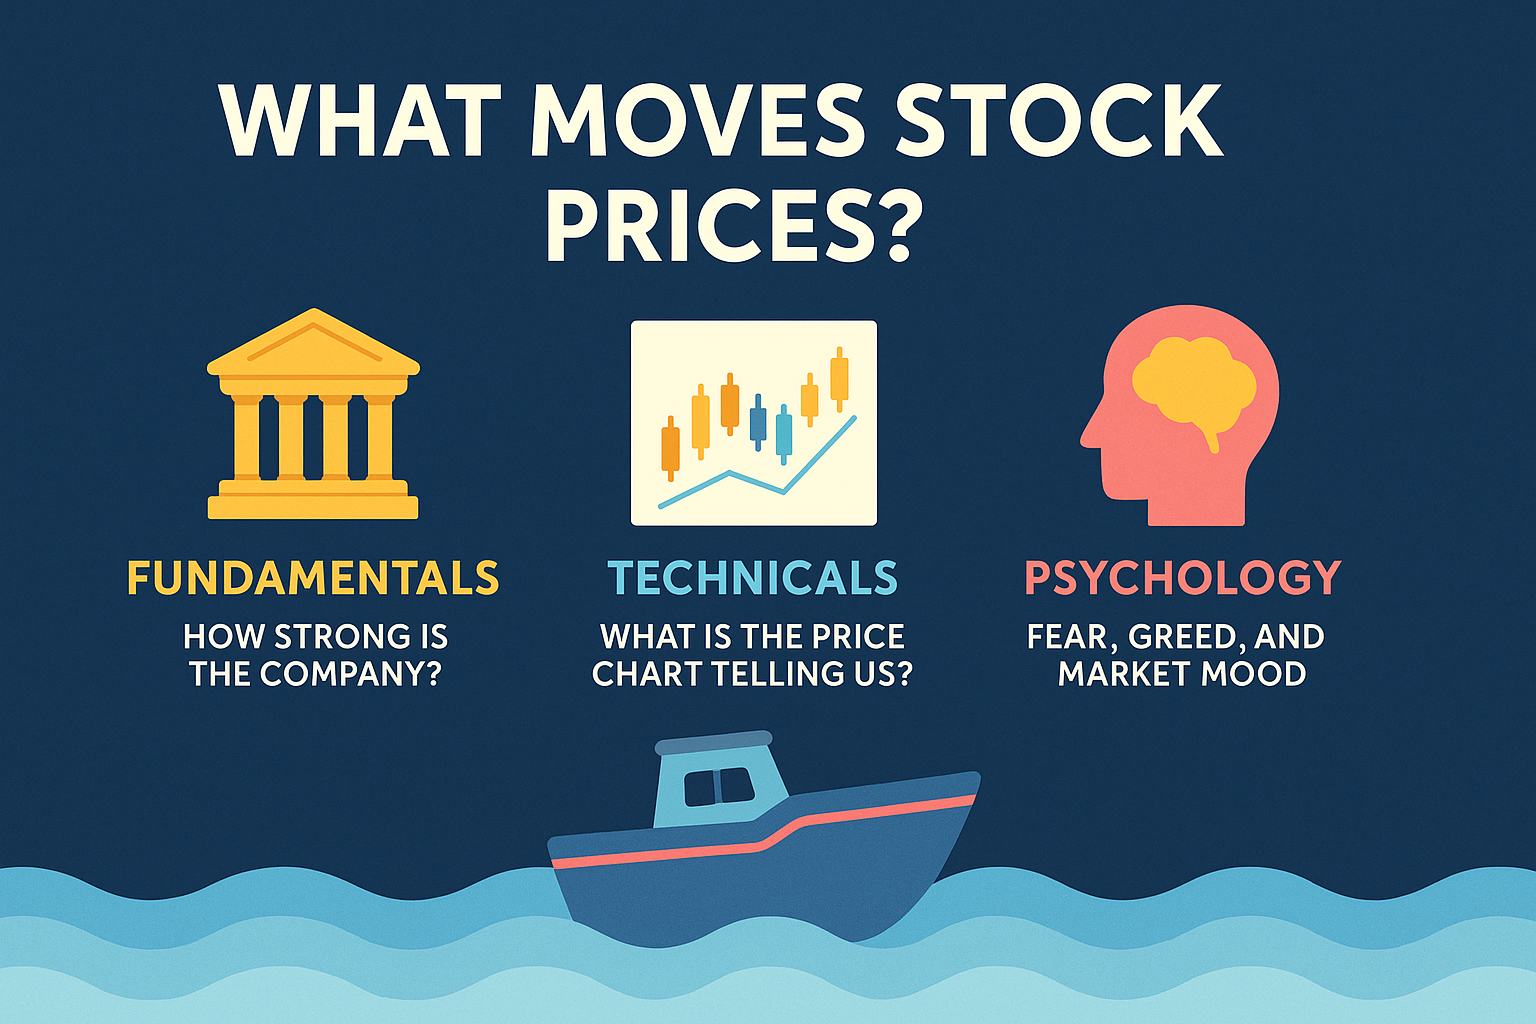 WHAT MOVES STOCK
PRICES?
FUNDAMENTALS
HOW STRONG IS
THE COMPANY?
TECHNICALS
WHAT IS THE PRICE
CHART TELLING US?
PSYCHOLOGY
FEAR, GREED, AND
MARKET MOOD